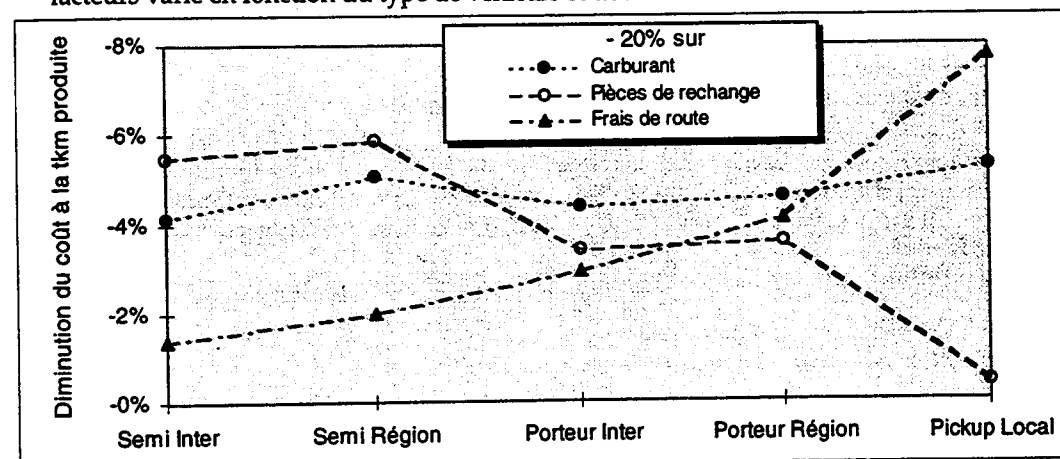 - 20% sur
Carburant
Pièces de rechange
Frais de route
Diminution du coût à la tkm produite
-8%
-6%
-4%
-2%
-0%
Semi Inter Semi Région Porteur Inter Porteur Région Pickup Local